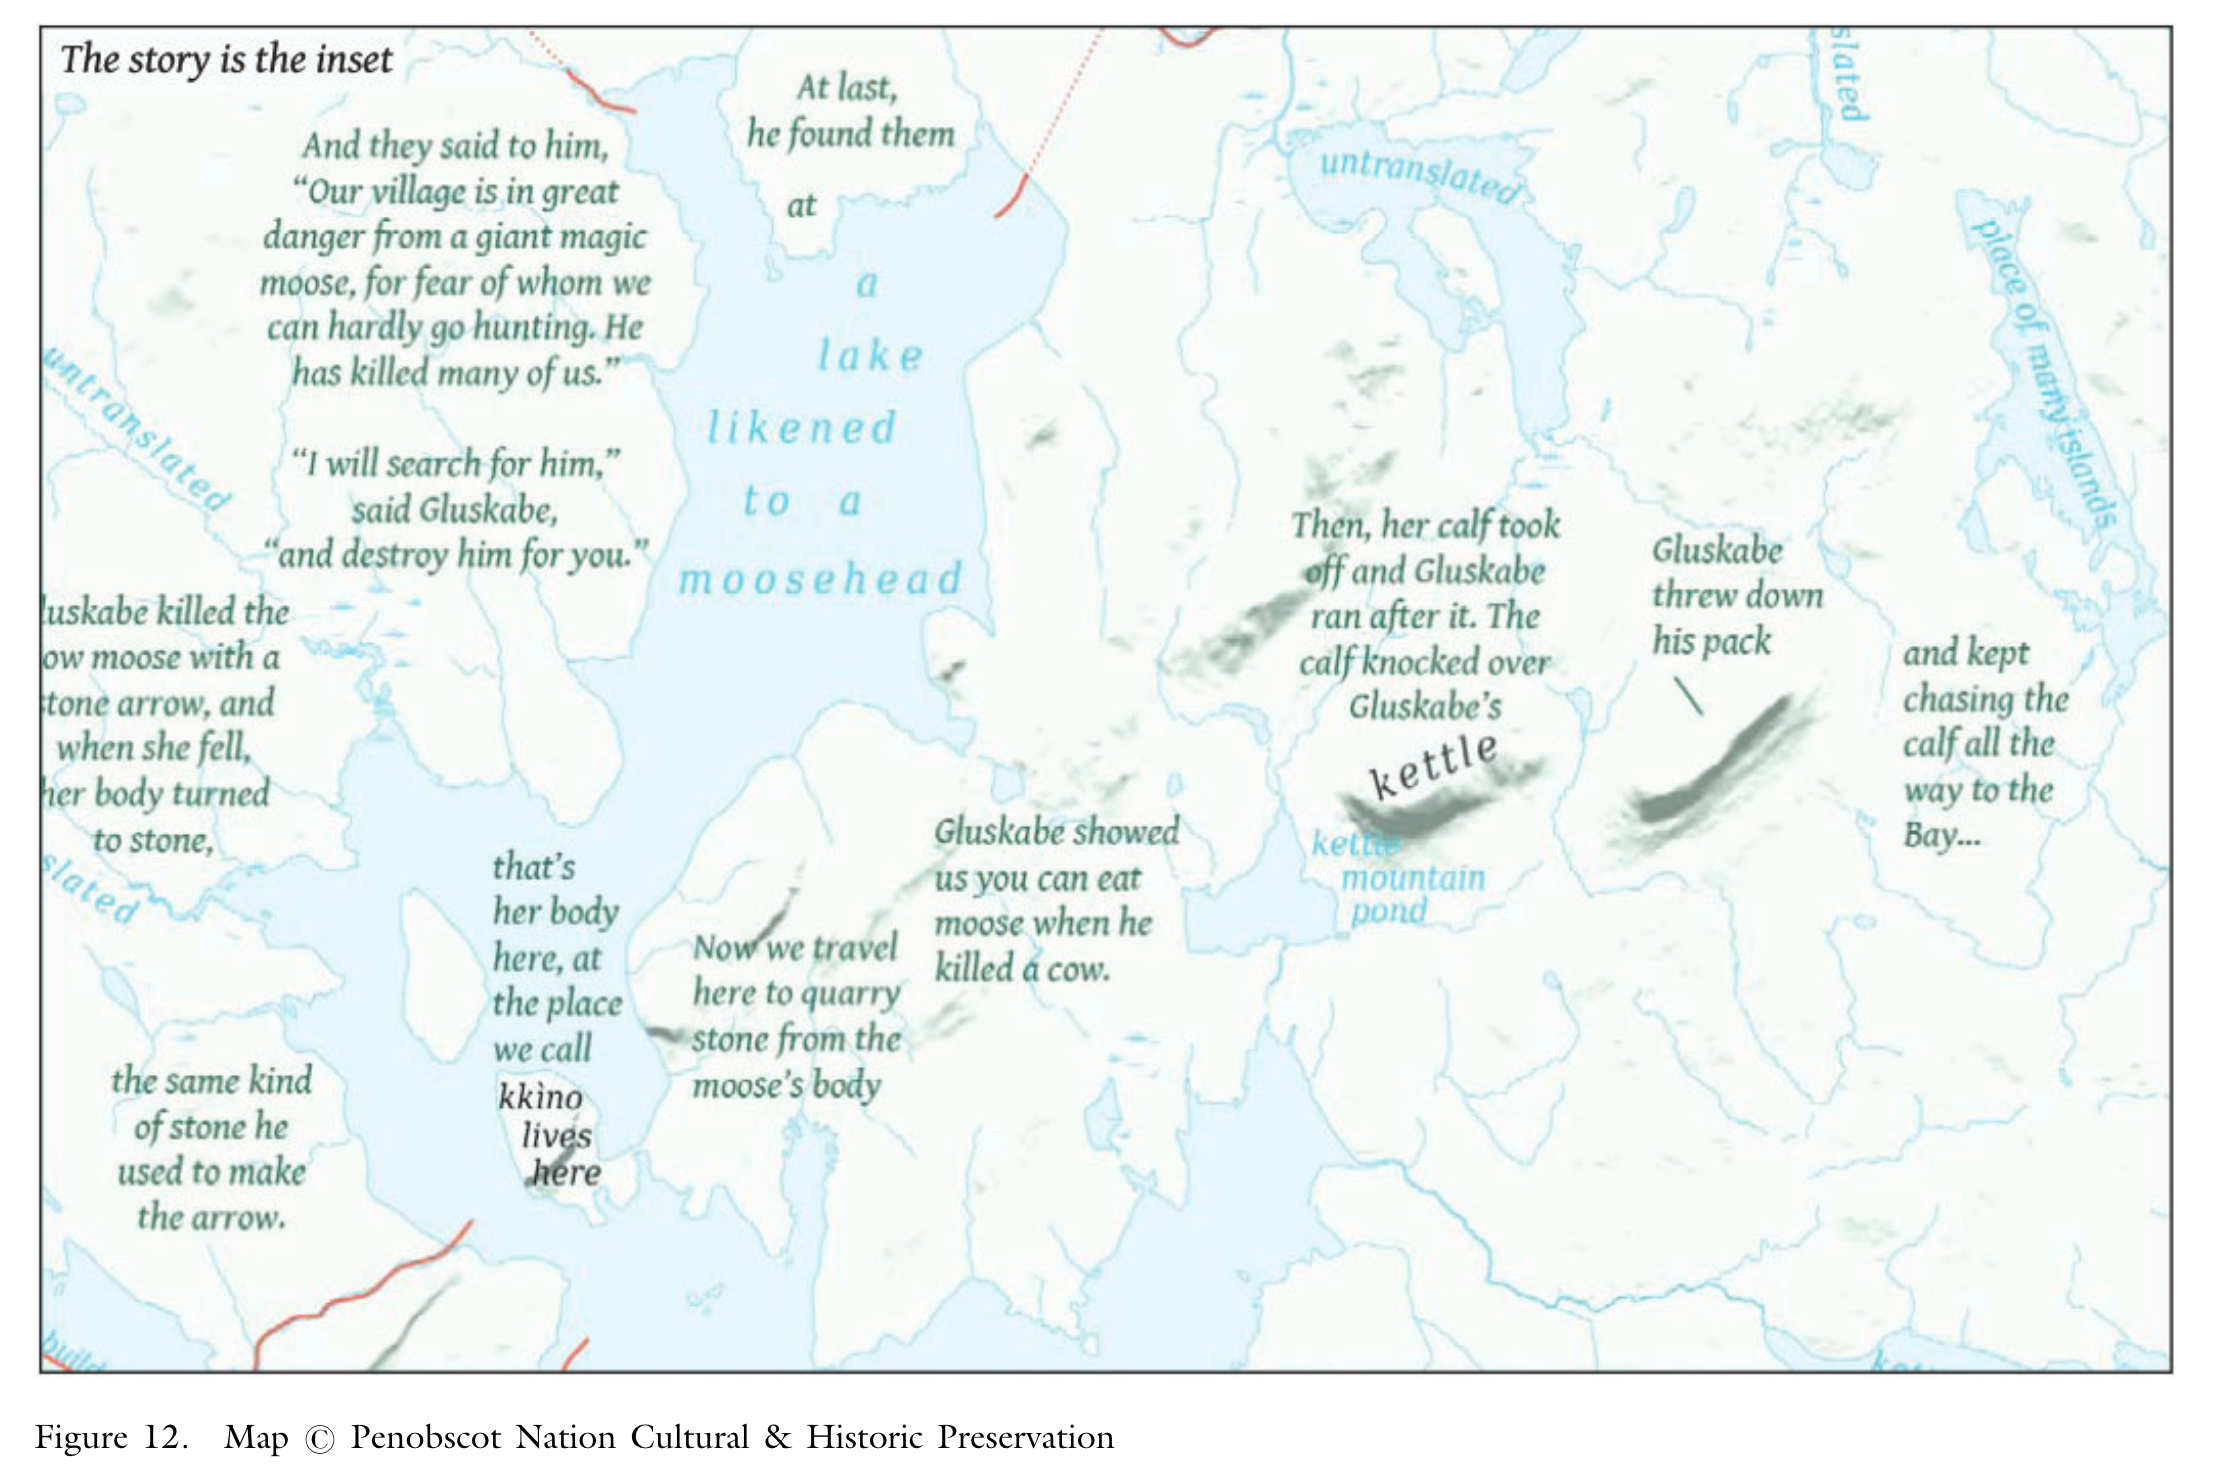 The story is the inset
And they said to him,
“Our village is in great
danger from a giant magic
moose, for fear of whom we
can hardly go hunting. He
has killed many of us.”
“I will search for him,”
said Gluskabe,
“and destroy him for you.”
At last,
he found them
at
a
lake
likened
to a
moosehead
untranslated
slated
place of many islands
untranslated
luskabe killed the
ow moose with a
tone arrow, and
when she fell,
her body turned
to stone,
slated
that’s
her body
here, at
the place
we call
kkìno
lives
here
the same kind
of stone he
used to make
the arrow.
Now we travel
here to quarry
stone from the
moose’s body
Gluskabe showed
us you can eat
moose when he
killed a cow.
Then, her calf took
off and Gluskabe
ran after it. The
calf knocked over
Gluskabe’s
kettle
kettle
mountain
pond
Gluskabe
threw down
his pack
and kept
chasing the
calf all the
way to the
Bay...
build
Figure 12. Map © Penobscot Nation Cultural & Historic Preservation